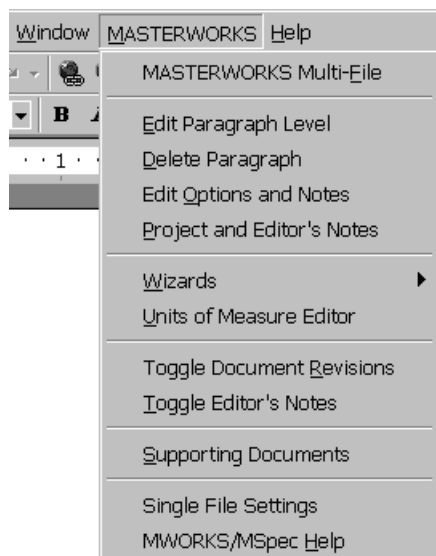 Window MASTERWORKS Help
MASTERWORKS Multi-File
B
Edit Paragraph Level
1
Delete Paragraph
Edit Options and Notes
Project and Editor's Notes
Wizards
Units of Measure Editor
Toggle Document Revisions
Toggle Editor's Notes
Supporting Documents
Single File Settings
MWORKS/MSpec Help